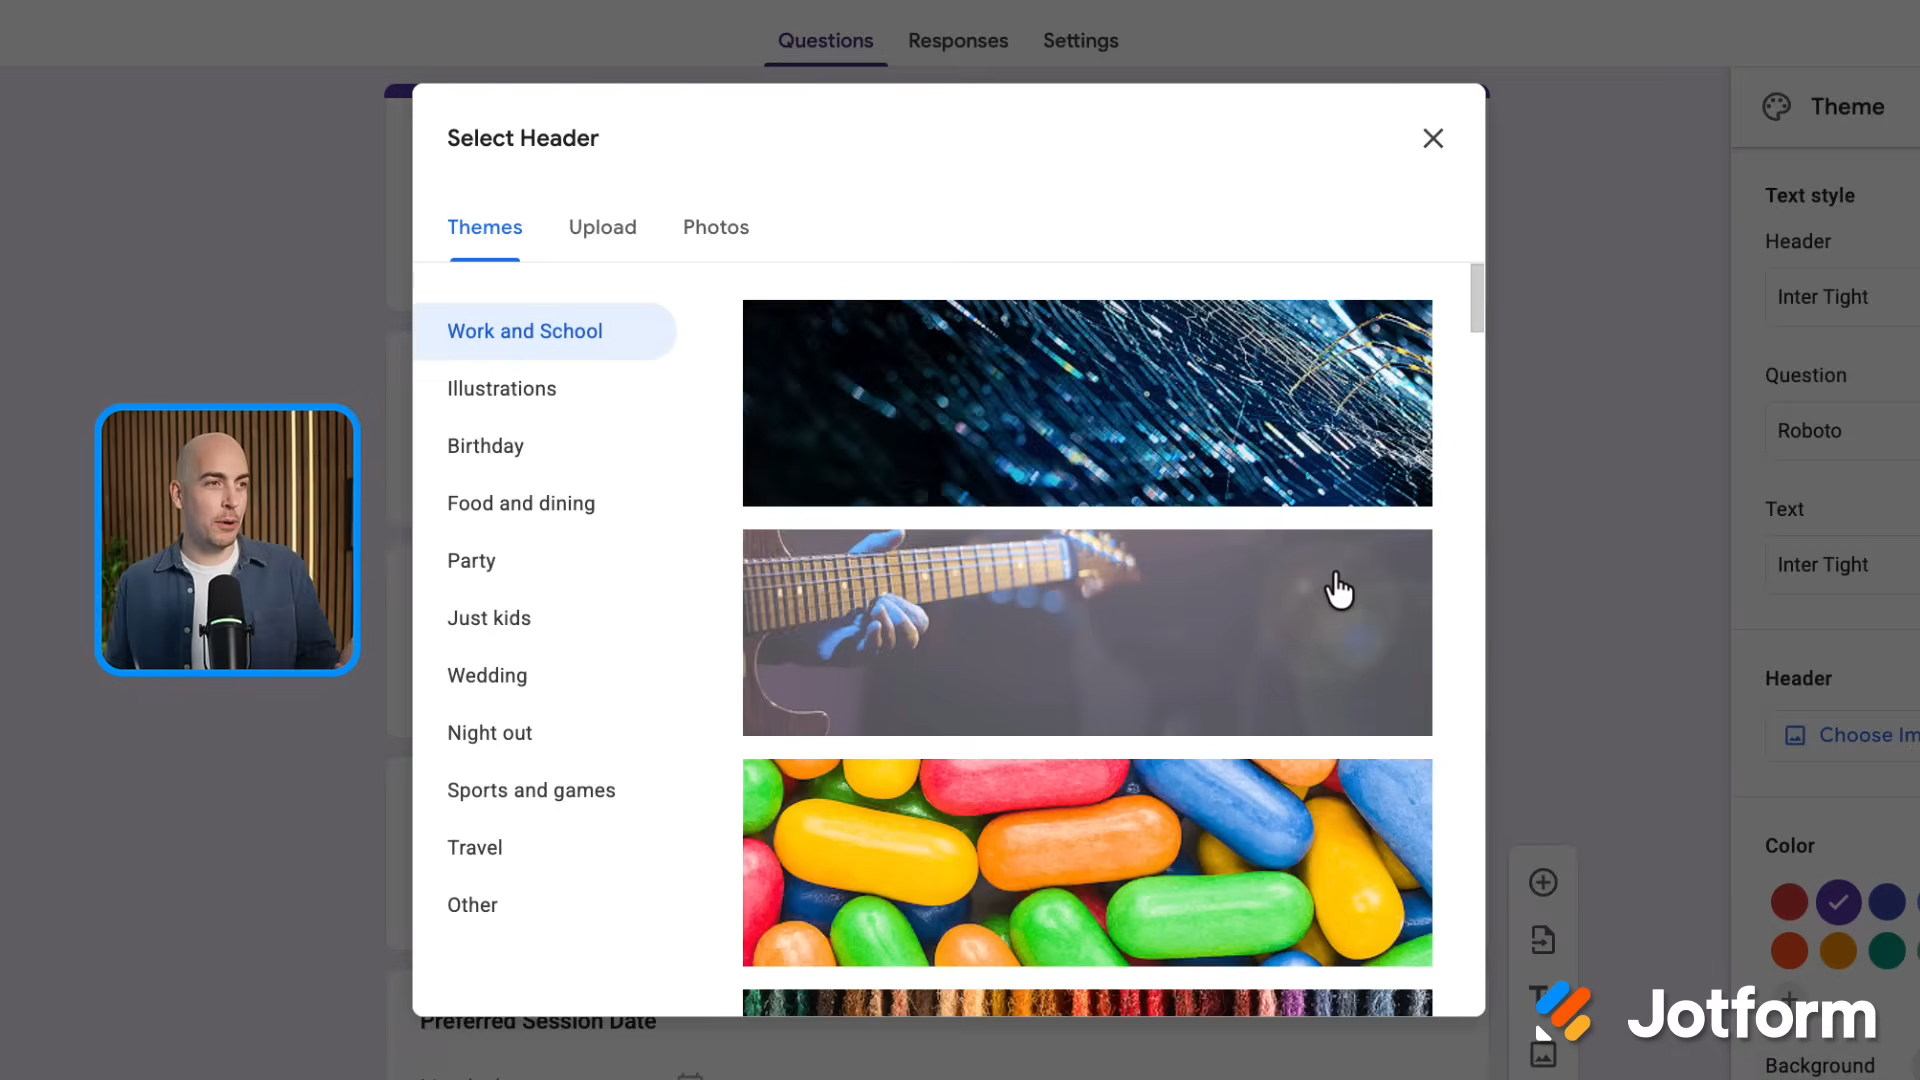 Questions Responses Settings
Select Header
Themes Upload Photos
Work and School
Illustrations
Birthday
Food and dining
Party
Just kids
Wedding
Night out
Sports and games
Travel
Other
Theme
Text style
Header
Inter Tight
Question
Roboto
Text
Inter Tight
Header
Choose Im
Color
Background
Preferred Session Date
Jotform